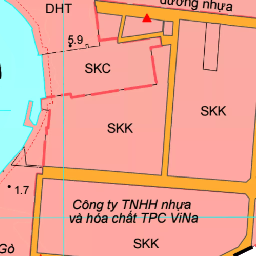 DHT
đường nhựa
5.9
SKC
SKK
SKK
1.7
Công ty TNHH nhựa
và hóa chất TPC ViNa
Gò
SKK